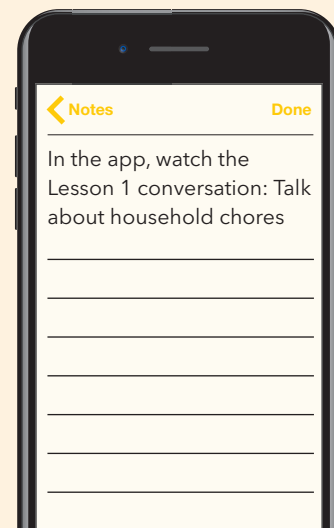 Notes
Done
In the app, watch the
Lesson 1 conversation: Talk
about household chores